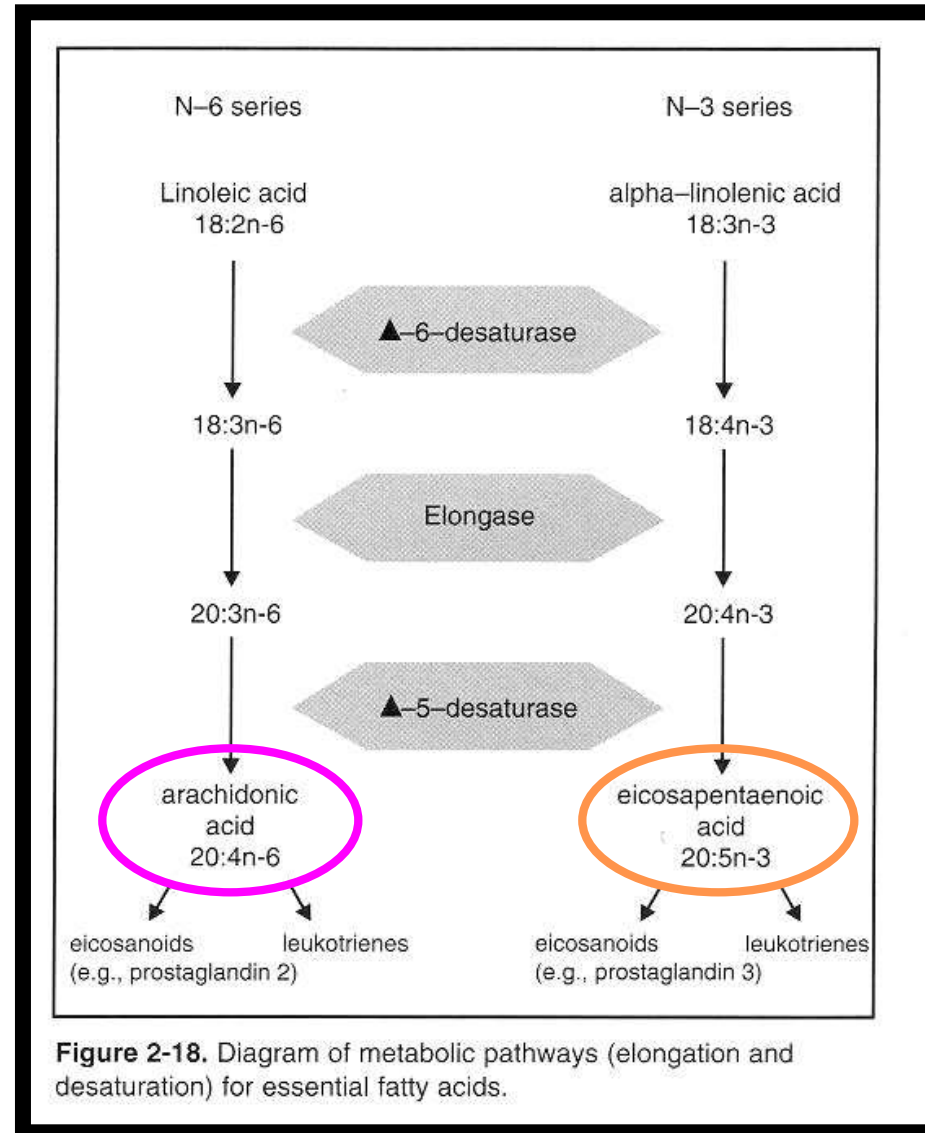 N–6 series
N–3 series
Linoleic acid
18:2n-6
alpha–linolenic acid
18:3n-3
▲–6–desaturase
18:3n-6
18:4n-3
Elongase
20:3n-6
20:4n-3
▲–5–desaturase
arachidonic
acid
20:4n-6
eicosapentaenoic
acid
20:5n-3
eicosanoids
(e.g., prostaglandin 2)
leukotrienes
eicosanoids
(e.g., prostaglandin 3)
leukotrienes
Figure 2-18. Diagram of metabolic pathways (elongation and
desaturation) for essential fatty acids.